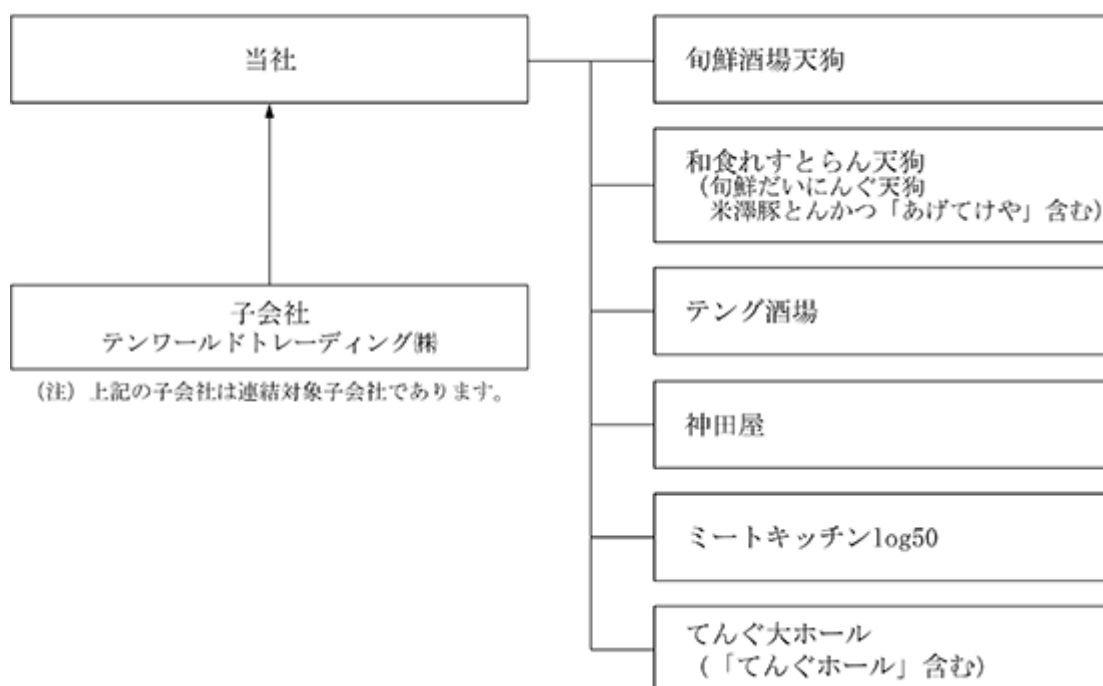 当社
子会社
テンワールドトレーディング㈱
(注) 上記の子会社は連結対象子会社であります。
旬鮮酒場天狗
和食れすとらん天狗
(旬鮮だいにんぐ天狗
米澤豚とんかつ「あげてけや」含む)
テング酒場
神田屋
ミートキッチンlog50
てんぐ大ホール
(「てんぐホール」含む)